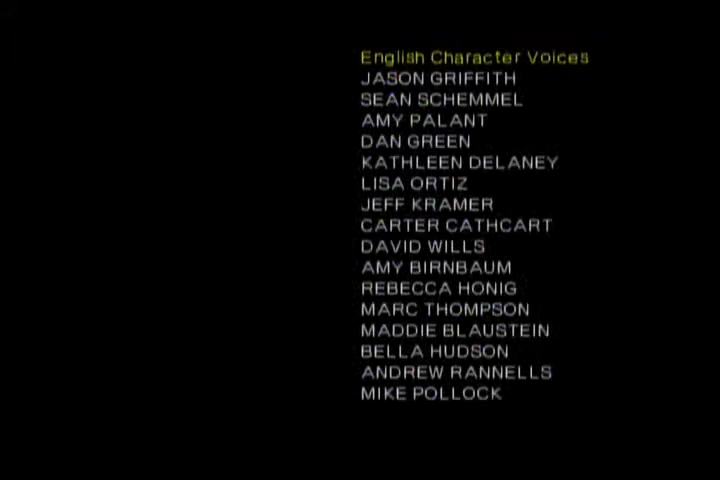 English Character Voices
JASON GRIFFITH
SEAN SCHEMMEL
AMY PALANT
DAN GREEN
KATHLEEN DELANEY
LISA ORTIZ
JEFF KRAMER
CARTER CATHCART
DAVID WILLS
AMY BIRNBAUM
REBECCA HONIG
MARC THOMPSON
MADDIE BLAUSTEIN
BELLA HUDSON
ANDREW RANNELLS
MIKE POLLOCK